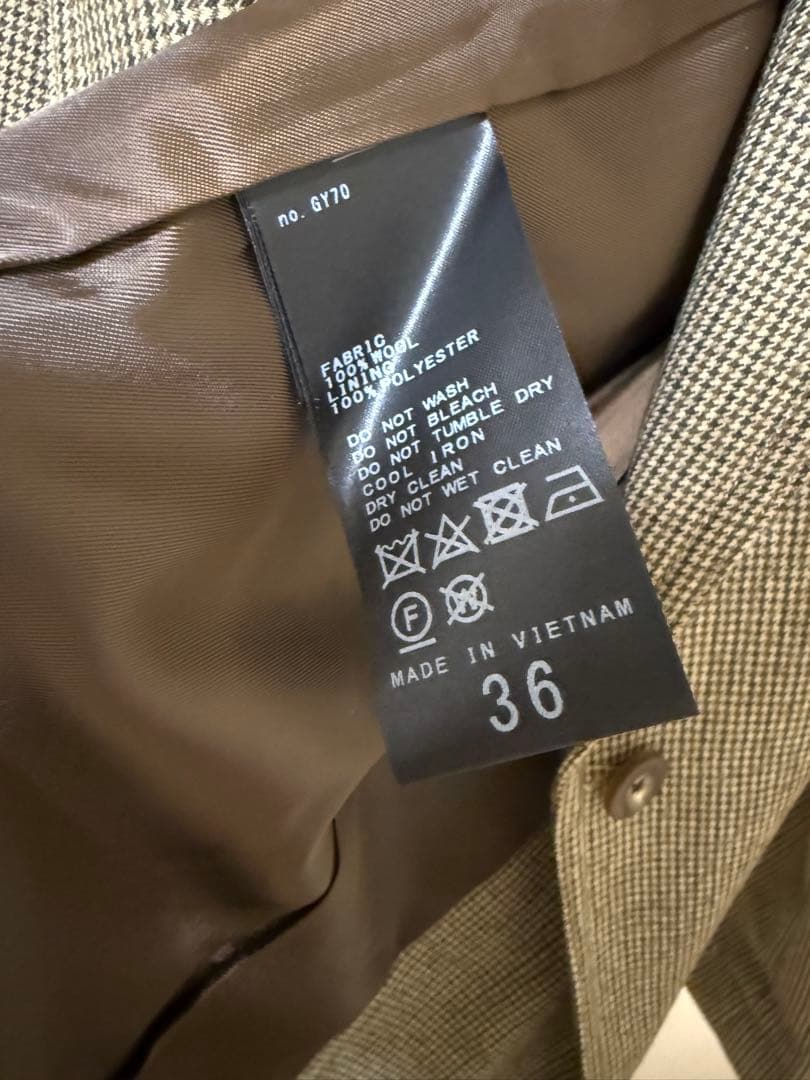 no. GY70
FABRIC
100% WOOL
LINING
100% POLYESTER
DO NOT WASH
DO NOT BLEACH
DO NOT TUMBLE DRY
COOL IRON
DRY CLEAN
DO NOT WET CLEAN
F W
MADE IN VIETNAM
36